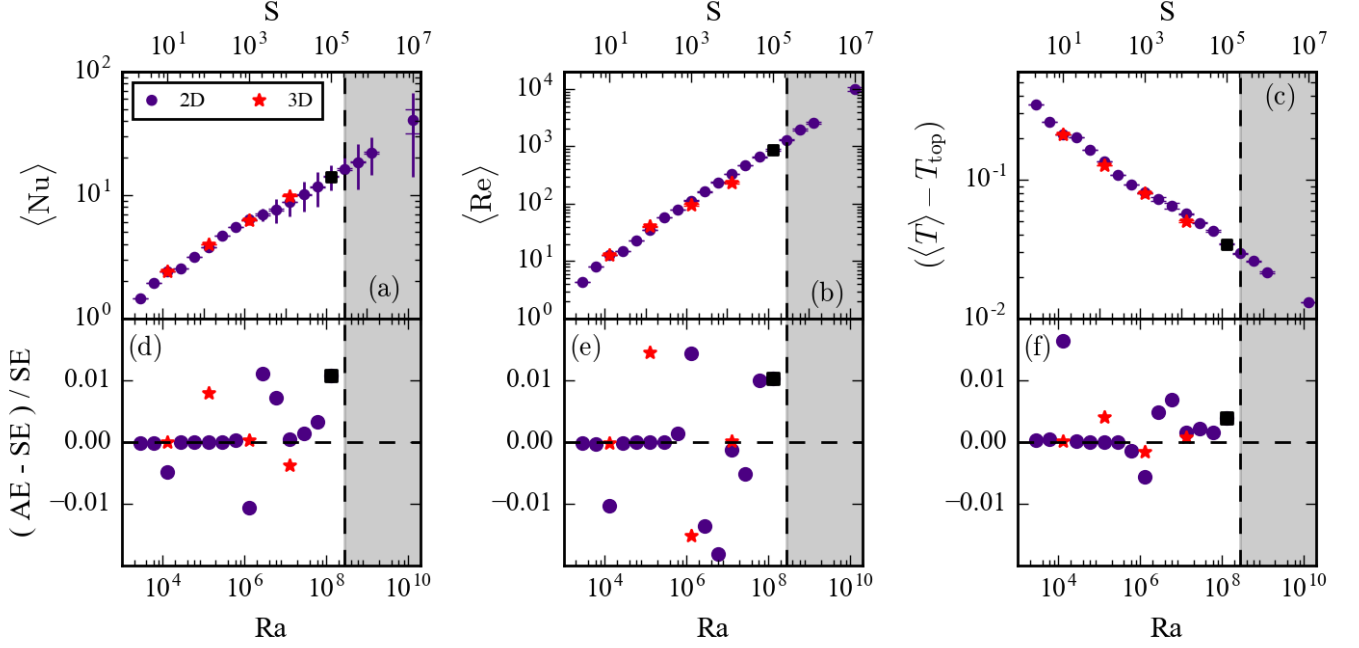 S S S
10^1 10^3 10^5 10^7 10^1 10^3 10^5 10^7 10^1 10^3 10^5 10^7
⟨Nu⟩
10^2
10^1
10^0
2D 3D
(a)
⟨Re⟩
10^4
10^3
10^2
10^1
10^0
(b)
(⟨T⟩ − T_top)
10^-1
10^-2
(c)
( AE - SE ) / SE
0.01
0.00
−0.01
(d)
0.01
0.00
−0.01
(e)
0.01
0.00
−0.01
(f)
10^4 10^6 10^8 10^10 10^4 10^6 10^8 10^10 10^4 10^6 10^8 10^10
Ra Ra Ra